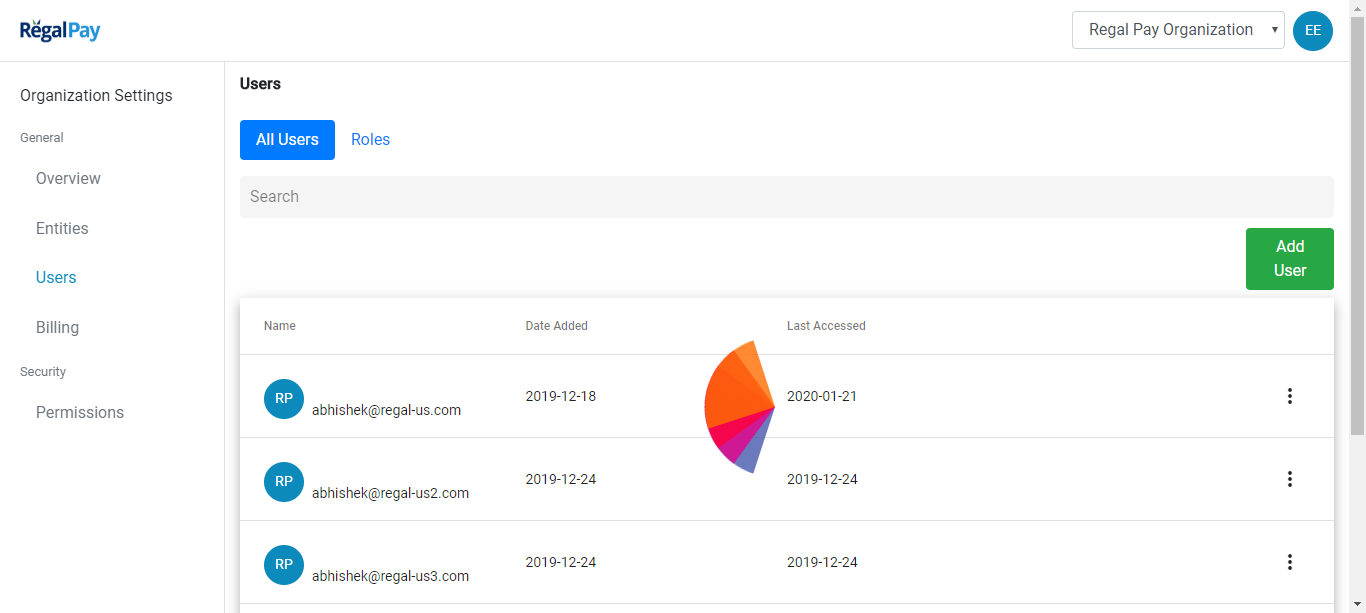 RegalPay
Regal Pay Organization
EE
Organization Settings
General
Overview
Entities
Users
Billing
Security
Permissions
Users
All Users Roles
Search
Add
User
Name Date Added Last Accessed
RP abhishek@regal-us.com 2019-12-18 2020-01-21
RP abhishek@regal-us2.com 2019-12-24 2019-12-24
RP abhishek@regal-us3.com 2019-12-24 2019-12-24